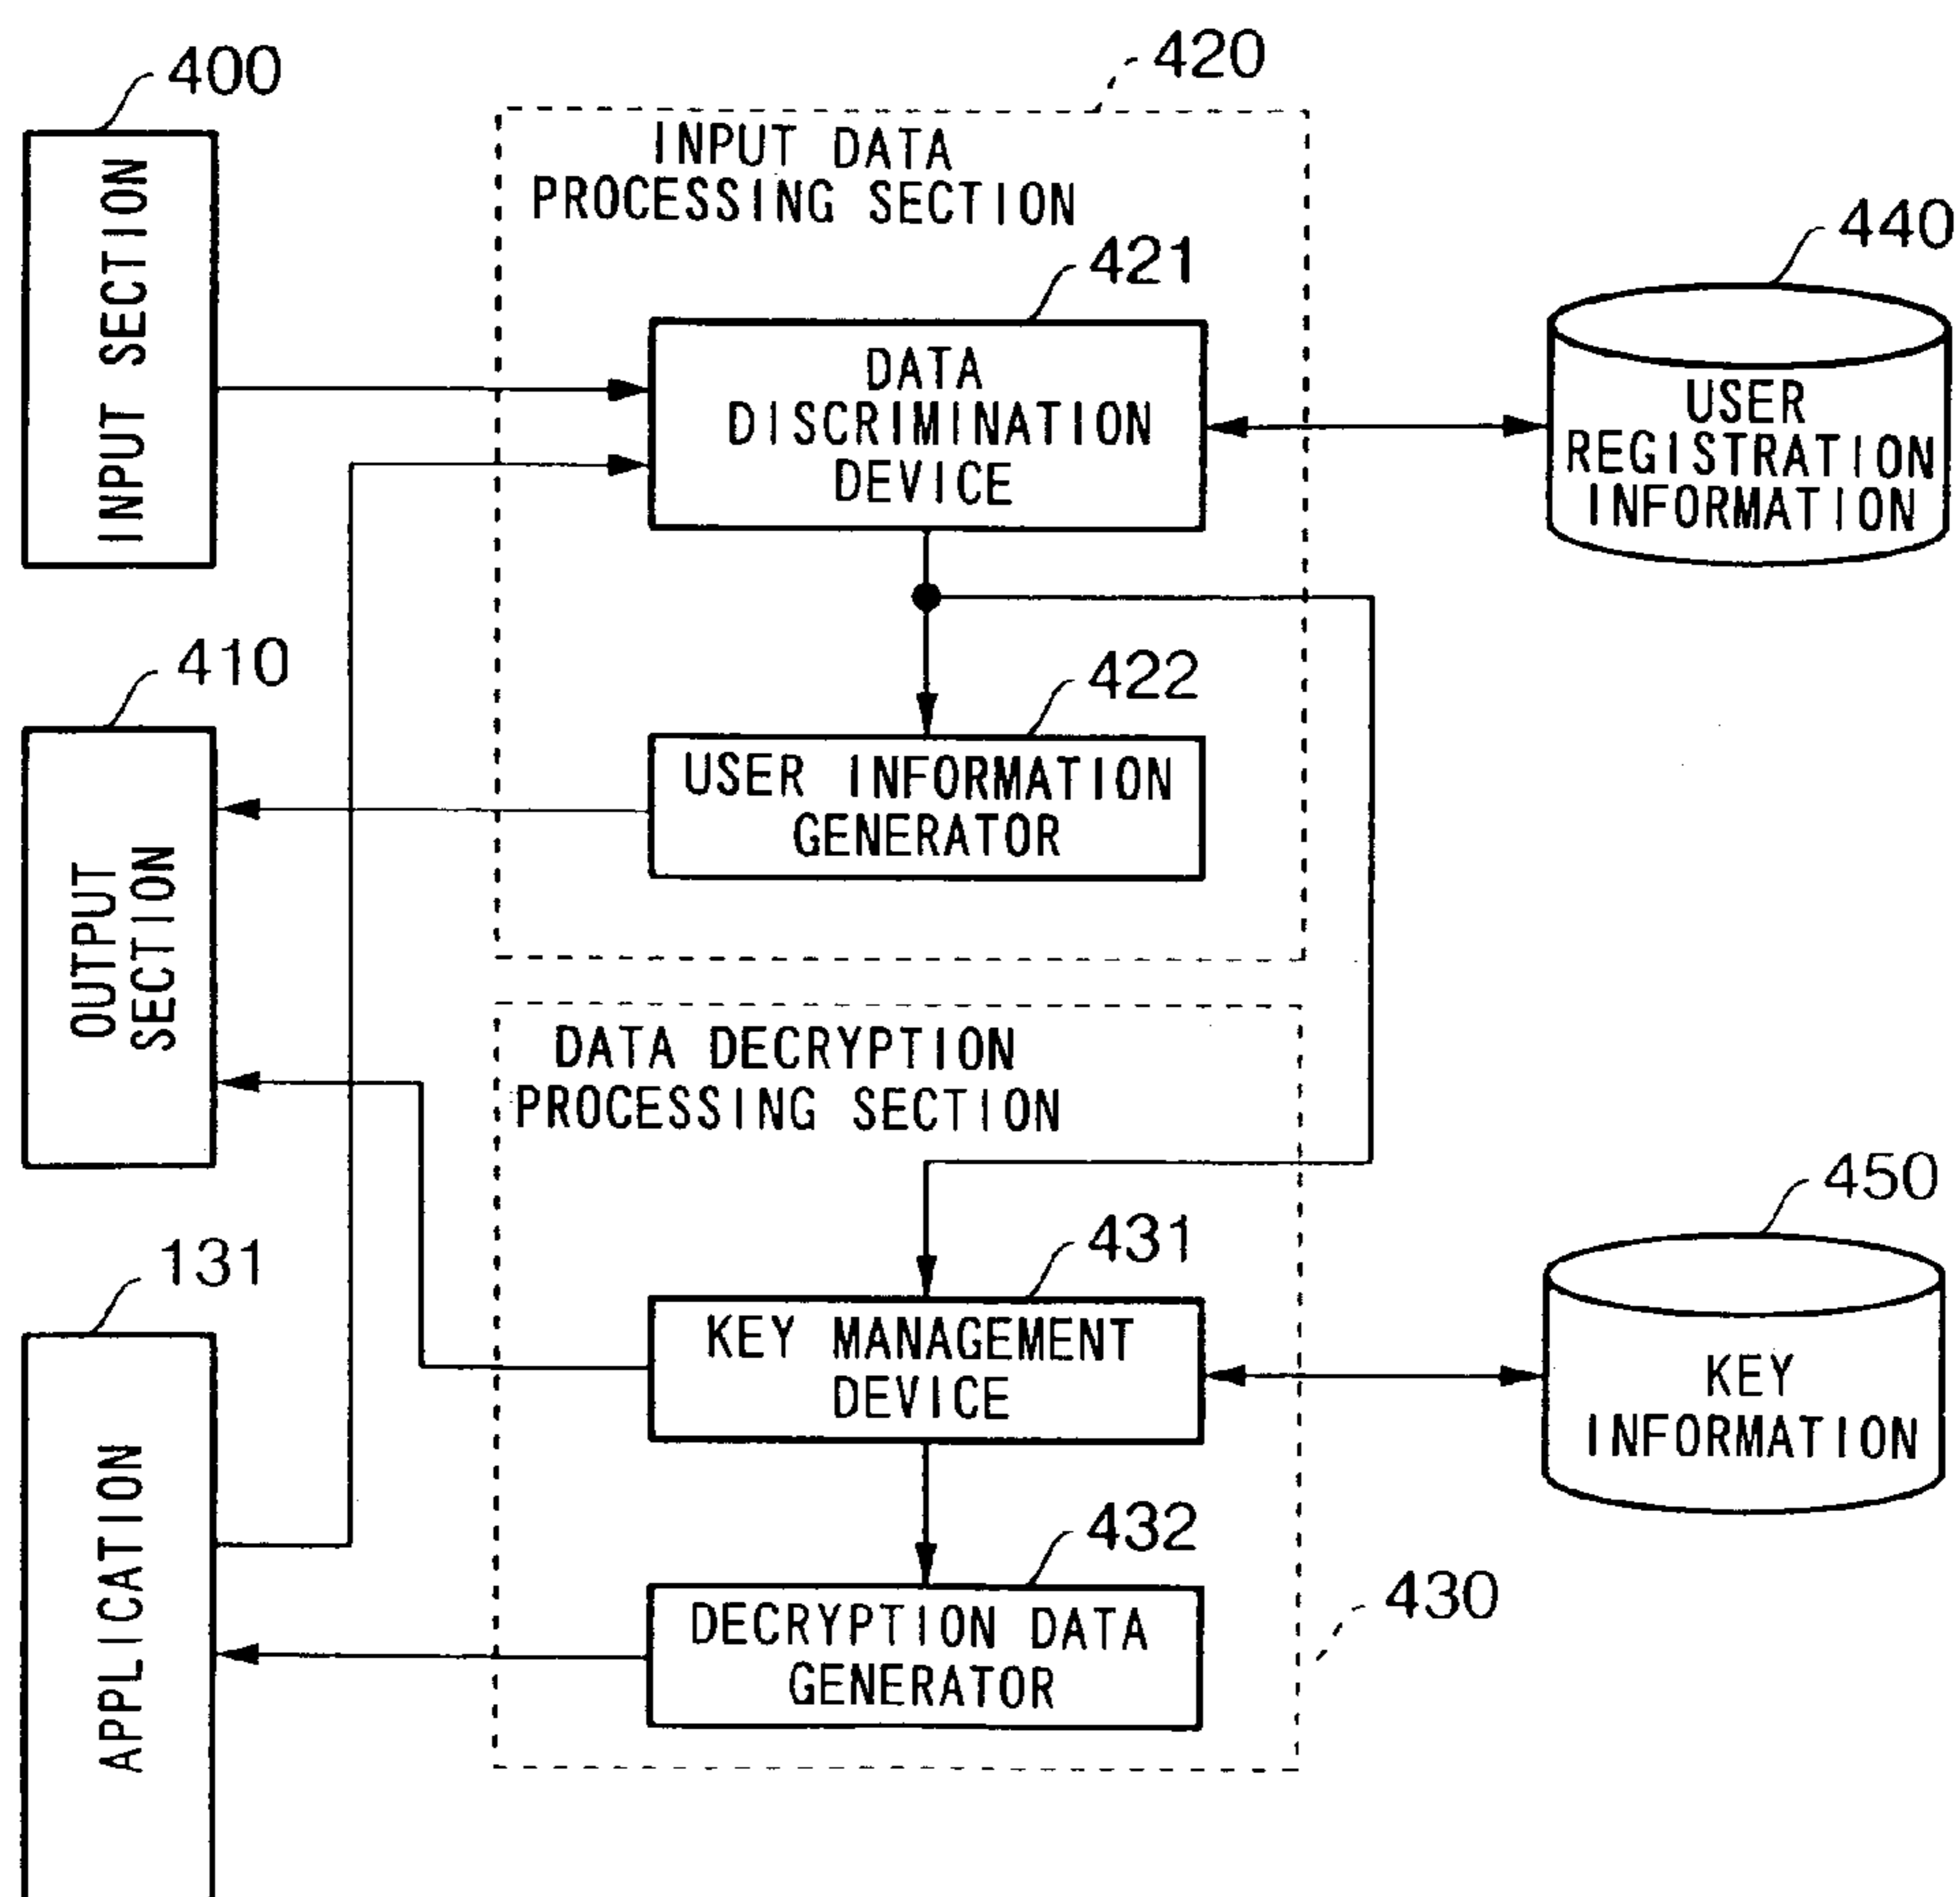 400
INPUT SECTION
420
INPUT DATA
PROCESSING SECTION
421
DATA
DISCRIMINATION
DEVICE
440
USER
REGISTRATION
INFORMATION
410
OUTPUT
SECTION
422
USER INFORMATION
GENERATOR
DATA DECRYPTION
PROCESSING SECTION
131
APPLICATION
431
KEY MANAGEMENT
DEVICE
450
KEY
INFORMATION
432
DECRYPTION DATA
GENERATOR
430